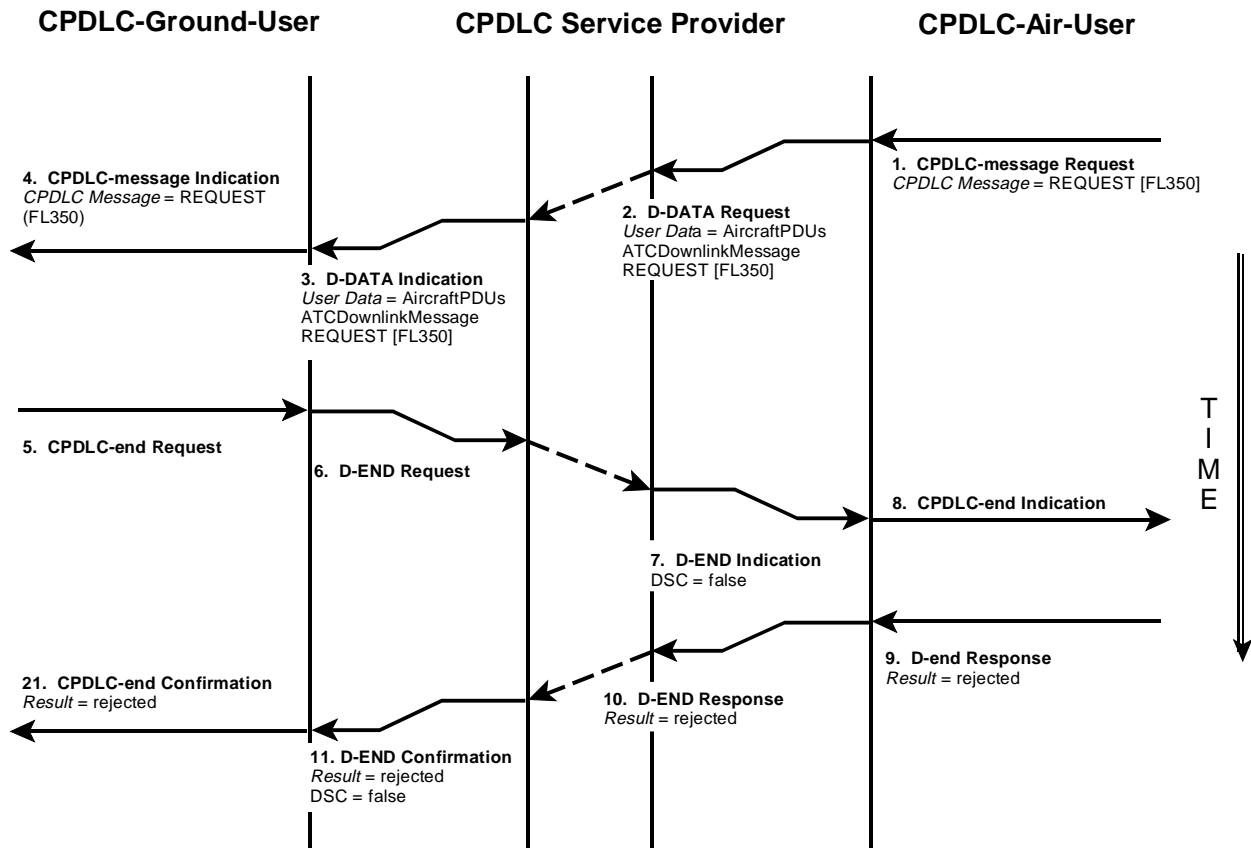 CPDLC-Ground-User
CPDLC Service Provider
CPDLC-Air-User
1. CPDLC-message Request
CPDLC Message = REQUEST [FL350]
2. D-DATA Request
User Data = AircraftPDUs
ATCDownlinkMessage
REQUEST [FL350]
3. D-DATA Indication
User Data = AircraftPDUs
ATCDownlinkMessage
REQUEST [FL350]
4. CPDLC-message Indication
CPDLC Message = REQUEST
(FL350)
5. CPDLC-end Request
6. D-END Request
7. D-END Indication
DSC = false
8. CPDLC-end Indication
9. D-end Response
Result = rejected
10. D-END Response
Result = rejected
11. D-END Confirmation
Result = rejected
DSC = false
21. CPDLC-end Confirmation
Result = rejected
T
I
M
E